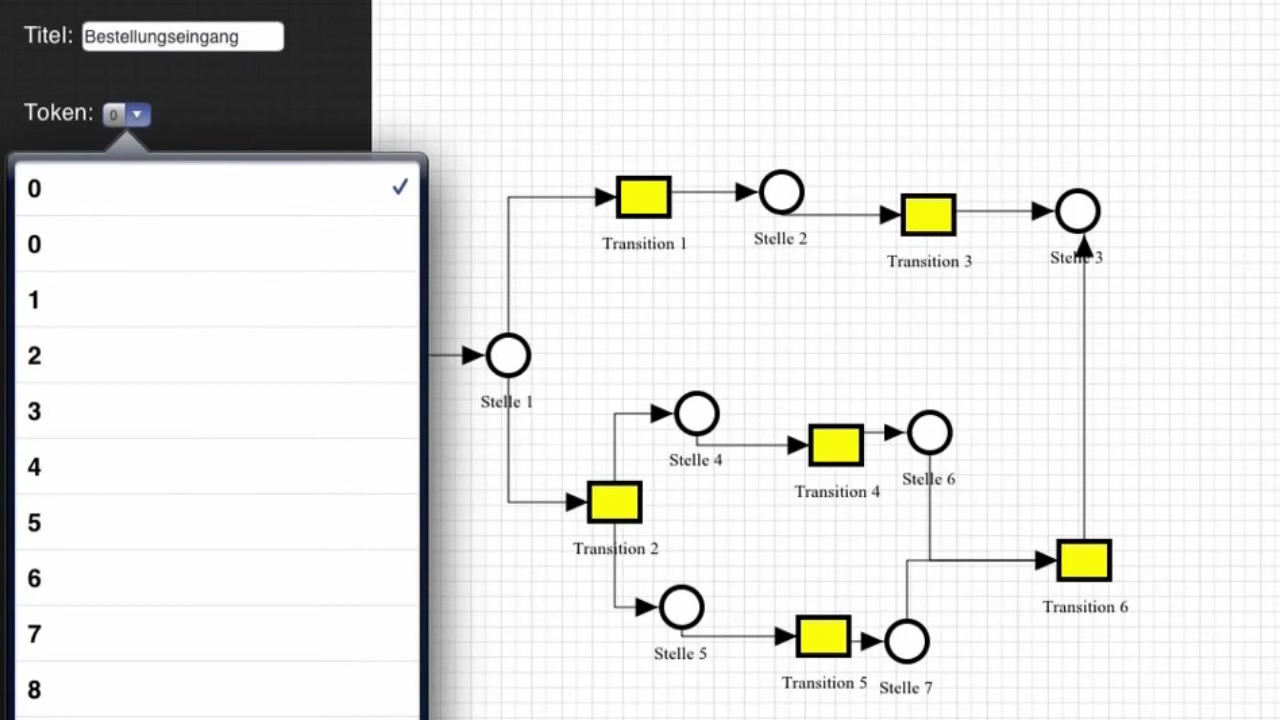 Titel: Bestellungseingang
Token: 0
0
0
1
2
3
4
5
6
7
8
Transition 1
Stelle 2
Transition 3
Stelle 3
Stelle 1
Stelle 4
Transition 4
Stelle 6
Transition 2
Transition 6
Stelle 5
Transition 5
Stelle 7